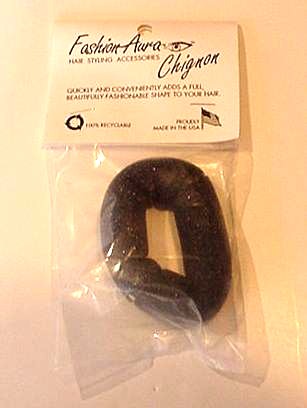 Fashion Aura
HAIR STYLING ACCESSORIES
Chignon
QUICKLY AND CONVENIENTLY ADDS A FULL,
BEAUTIFULLY FASHIONABLE SHAPE TO YOUR HAIR.
100% RECYCLABLE
PROUDLY
MADE IN THE USA